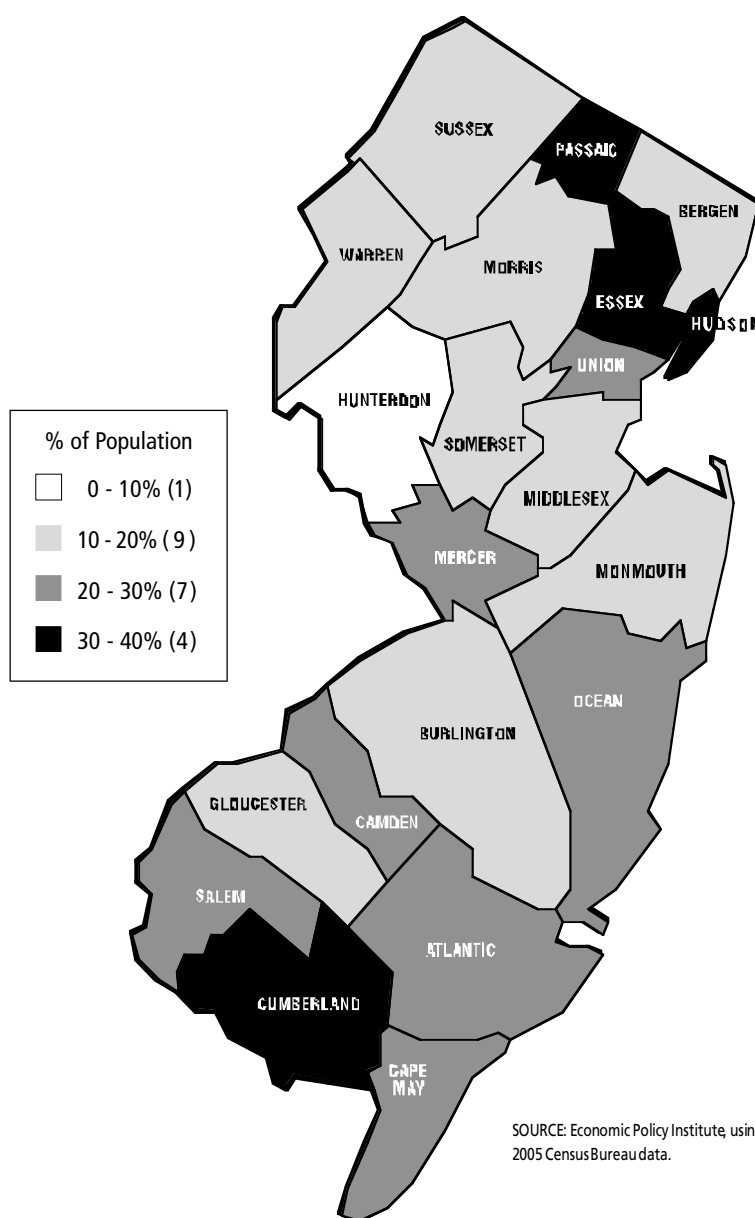 SUSSEX
PASSAIC
BERGEN
WARREN
MORRIS
ESSEX
HUDSON
UNION
HUNTERDON
SOMERSET
% of Population
0 - 10% (1)
10 - 20% (9)
20 - 30% (7)
30 - 40% (4)
MIDDLESEX
MERCER
MONMOUTH
OCEAN
BURLINGTON
GLOUCESTER
CAMDEN
SALEM
ATLANTIC
CUMBERLAND
CAPE
MAY
SOURCE: Economic Policy Institute, usin
2005 Census Bureau data.